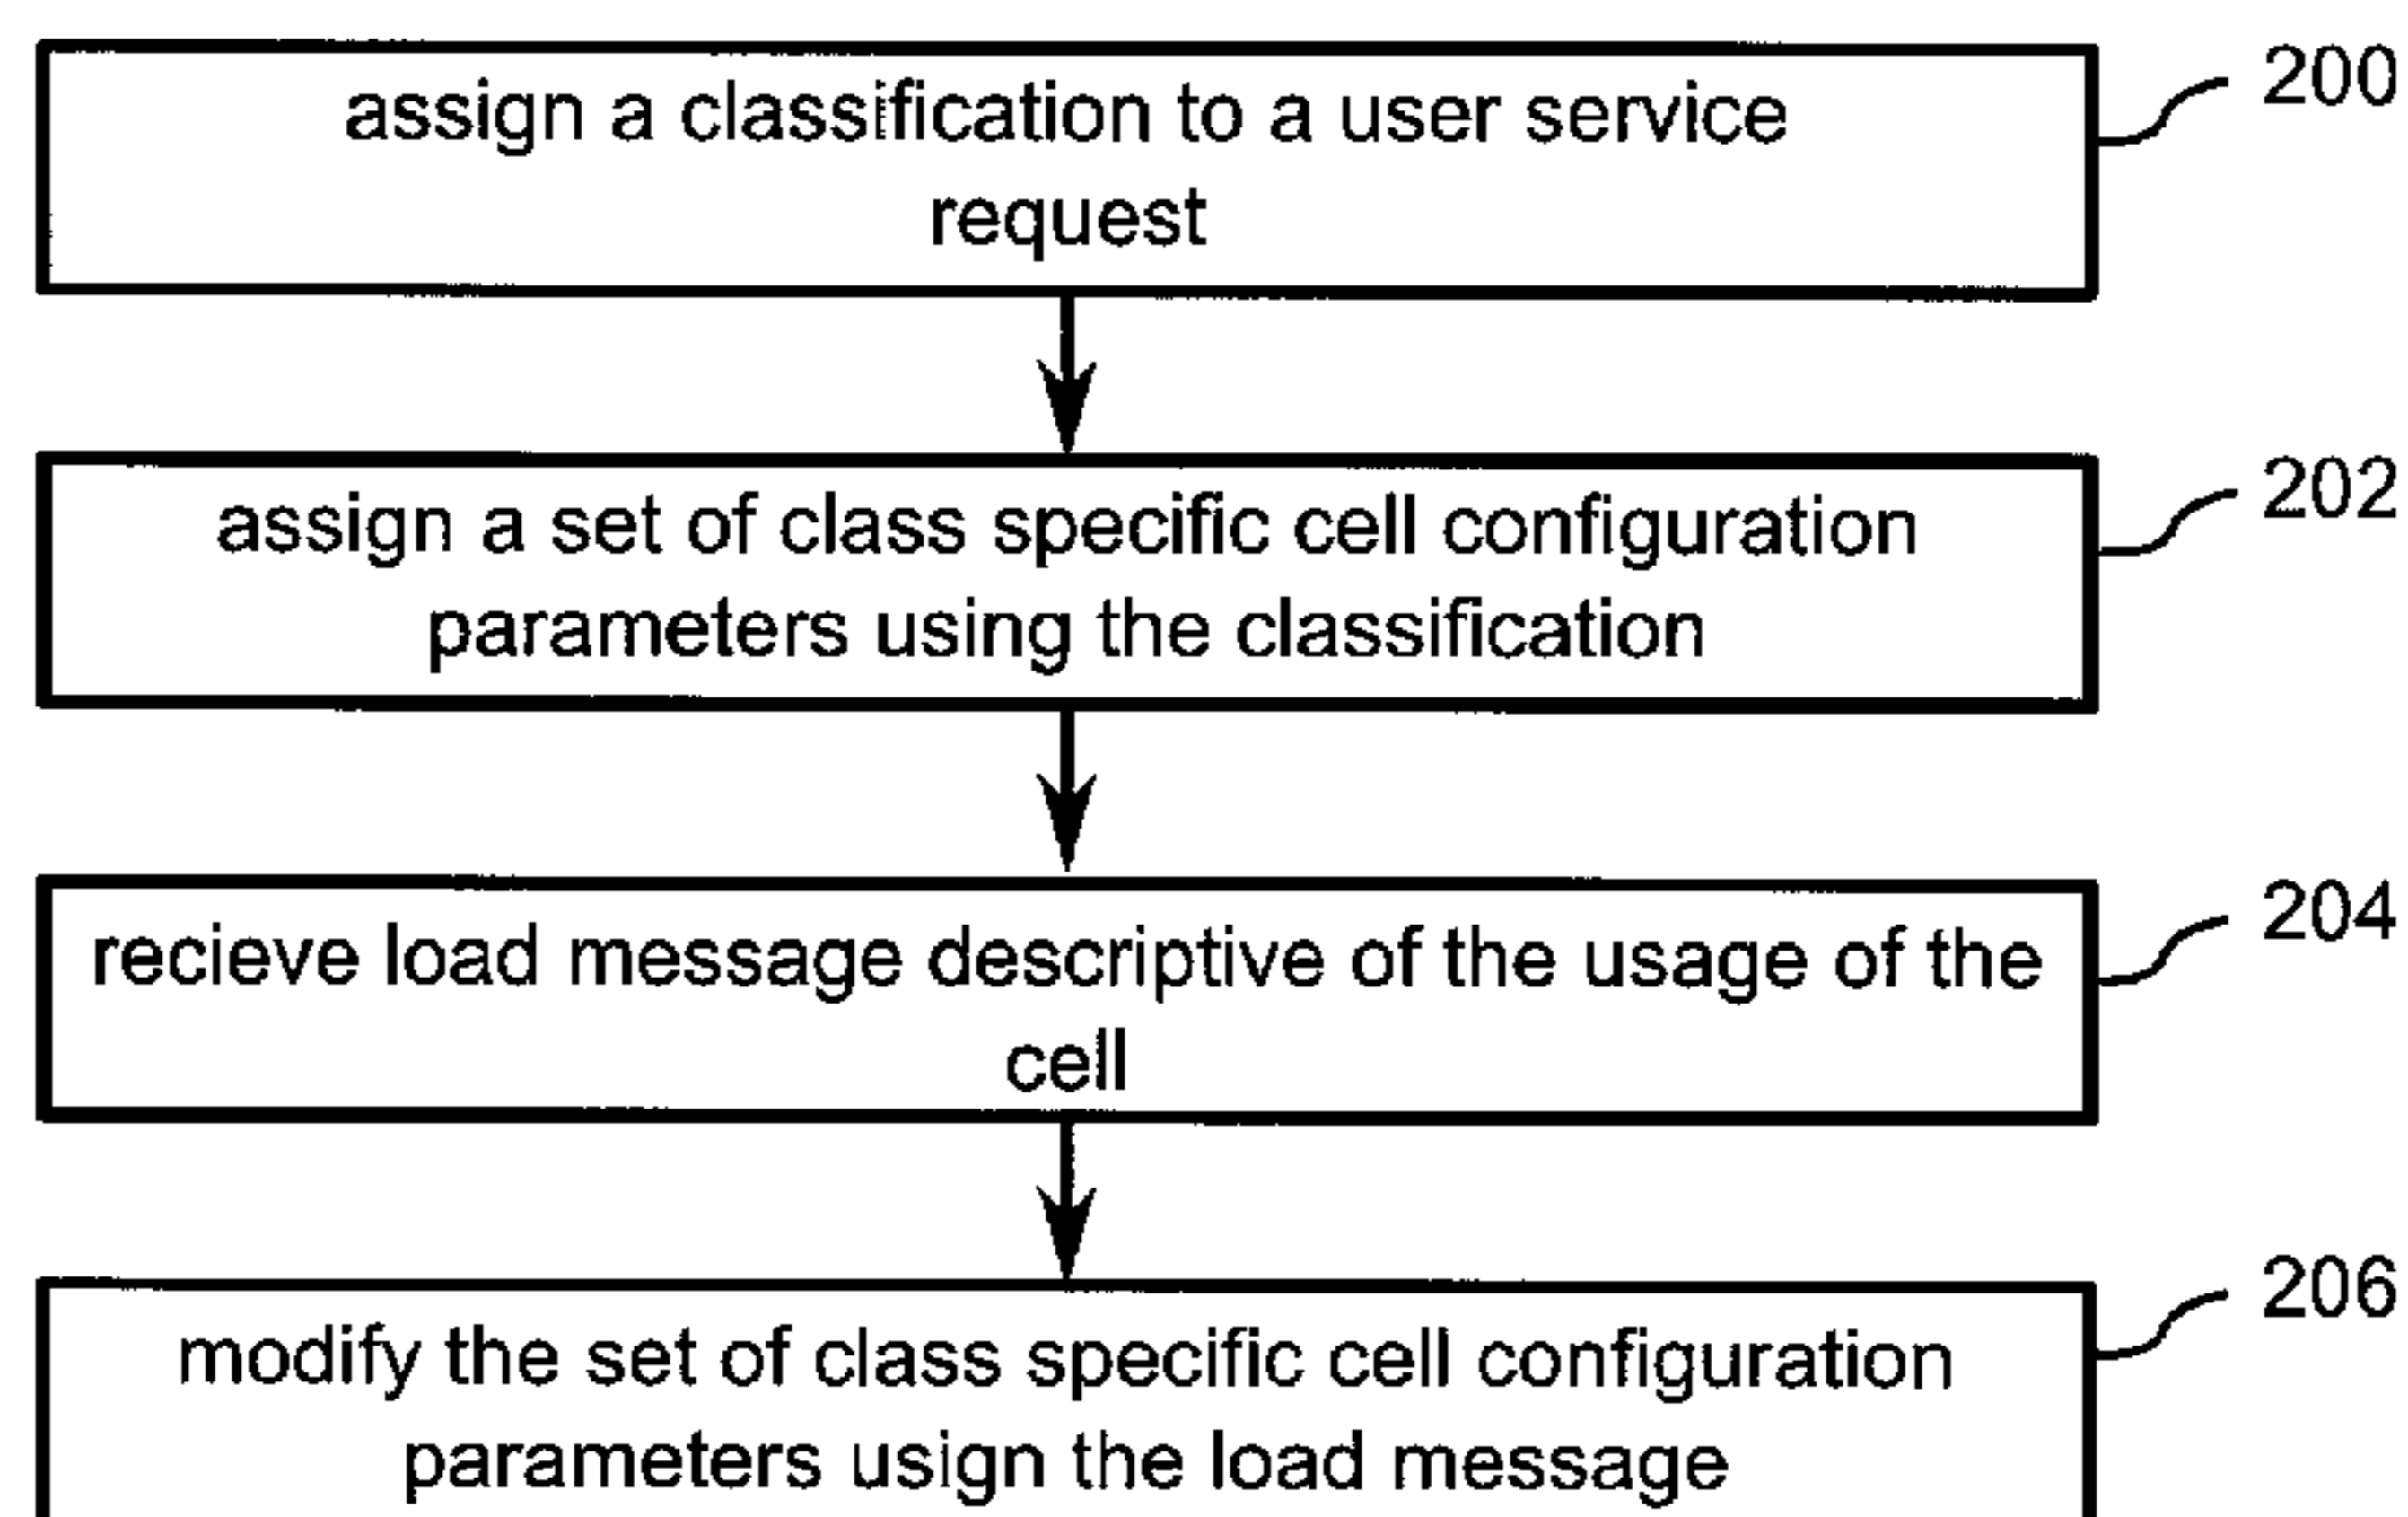 assign a classification to a user service
request
200
assign a set of class specific cell configuration
parameters using the classification
202
recieve load message descriptive of the usage of the
cell
204
modify the set of class specific cell configuration
parameters usign the load message
206